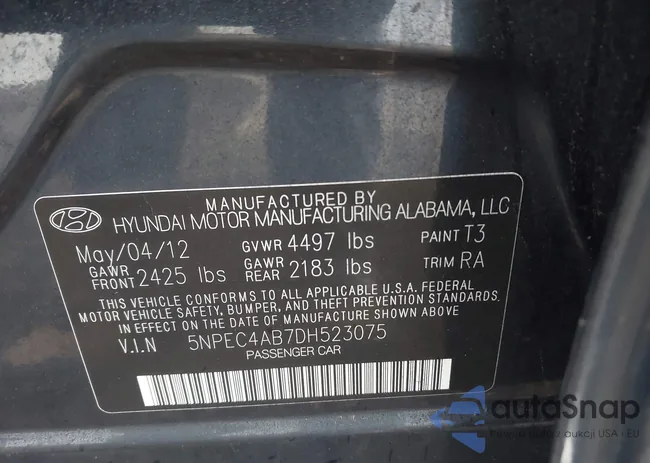 MANUFACTURED BY
HYUNDAI MOTOR MANUFACTURING ALABAMA, LLC
May/04/12 GVWR 4497 lbs PAINT T3
GAWR FRONT 2425 lbs GAWR REAR 2183 lbs TRIM RA
THIS VEHICLE CONFORMS TO ALL APPLICABLE U.S.A. FEDERAL
MOTOR VEHICLE SAFETY, BUMPER, AND THEFT PREVENTION STANDARDS
IN EFFECT ON THE DATE OF MANUFACTURE SHOWN ABOVE
V.I.N 5NPEC4AB7DH523075
PASSENGER CAR
autoSnap
USA - EU